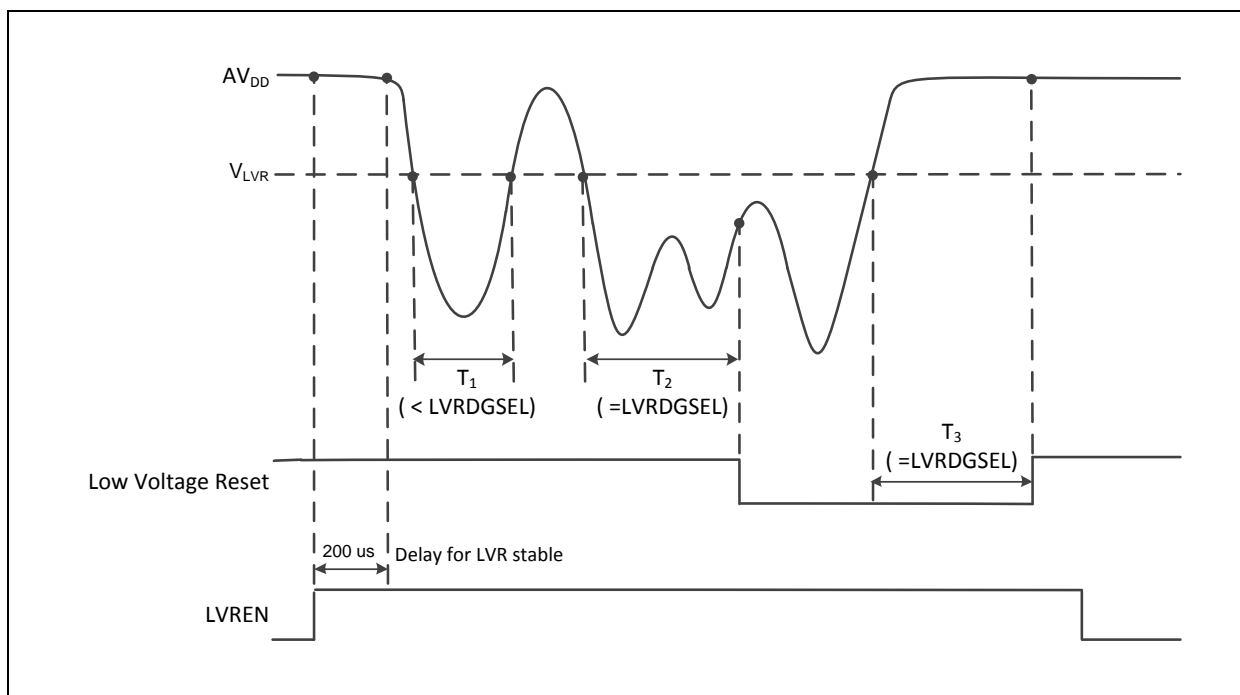 AVDD
VLVR
T1
( < LVRDGSEL)
T2
( =LVRDGSEL)
T3
( =LVRDGSEL)
Low Voltage Reset
200 us
Delay for LVR stable
LVREN